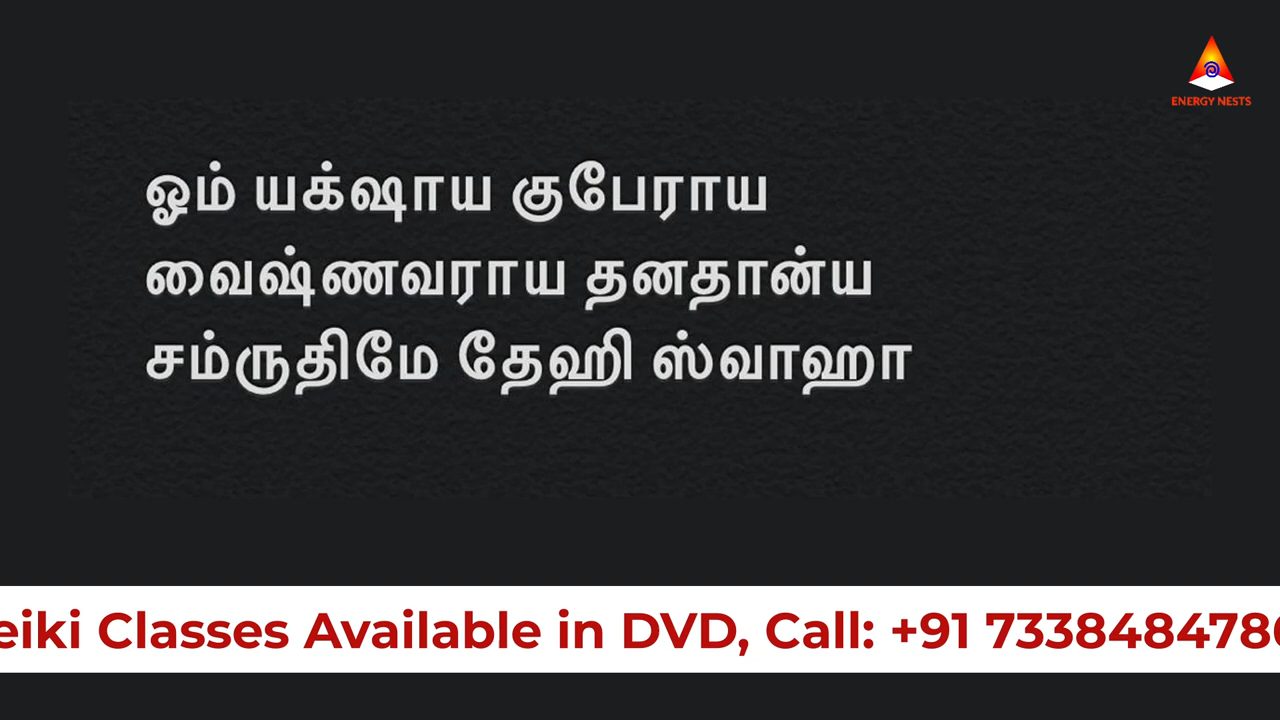 ENERGY NESTS
ஓம் யக்ஷாய குபேராய
வைஷ்ணவராய தனதான்ய
சம்ருதிமே தேஹி ஸ்வாஹா
eiki Classes Available in DVD, Call: +91 733848478